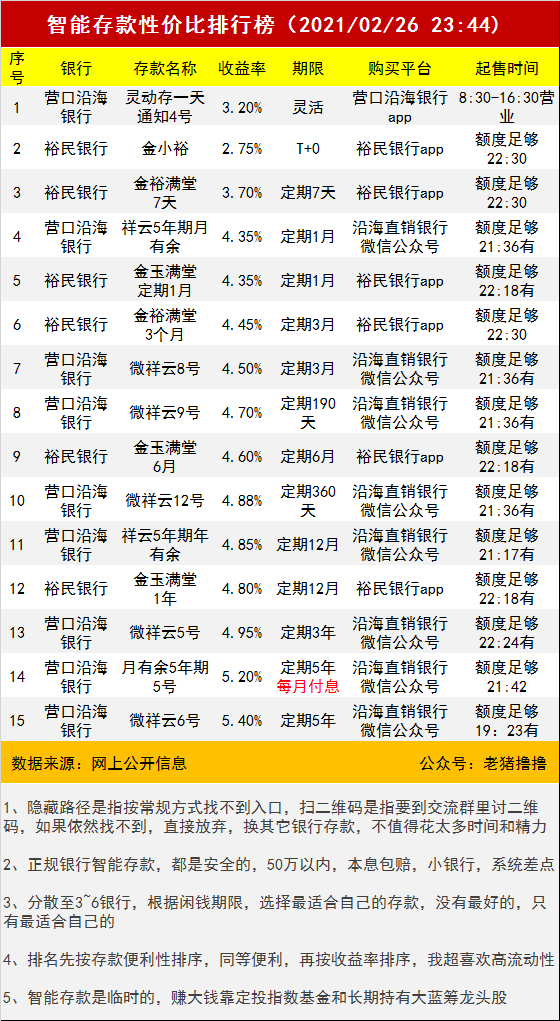 智能存款性价比排行榜（2021/02/26 23:44)
序号 银行 存款名称 收益率 期限 购买平台 起售时间
1 营口沿海银行 灵动存一天通知4号 3.20% 灵活 营口沿海银行app 8:30-16:30营业
2 裕民银行 金小裕 2.75% T+0 裕民银行app 额度足够22:30
3 裕民银行 金裕满堂7天 3.70% 定期7天 裕民银行app 额度足够22:30
4 营口沿海银行 祥云5年期月有余 4.35% 定期1月 沿海直销银行微信公众号 额度足够21:36有
5 裕民银行 金玉满堂定期1月 4.35% 定期1月 裕民银行app 额度足够22:18有
6 裕民银行 金裕满堂3个月 4.45% 定期3月 裕民银行app 额度足够22:30
7 营口沿海银行 微祥云8号 4.50% 定期3月 沿海直销银行微信公众号 额度足够21:36有
8 营口沿海银行 微祥云9号 4.70% 定期190天 沿海直销银行微信公众号 额度足够21:36有
9 裕民银行 金玉满堂6月 4.60% 定期6月 裕民银行app 额度足够22:18有
10 营口沿海银行 微祥云12号 4.88% 定期360天 沿海直销银行微信公众号 额度足够21:36有
11 营口沿海银行 祥云5年期年有余 4.85% 定期12月 沿海直销银行微信公众号 额度足够21:17有
12 裕民银行 金玉满堂1年 4.80% 定期12月 裕民银行app 额度足够22:18有
13 营口沿海银行 微祥云5号 4.95% 定期3年 沿海直销银行微信公众号 额度足够22:24有
14 营口沿海银行 月有余5年期5号 5.20% 定期5年每月付息 沿海直销银行微信公众号 额度足够21:42
15 营口沿海银行 微祥云6号 5.40% 定期5年 沿海直销银行微信公众号 额度足够19：23有
数据来源：网上公开信息 公众号：老猪撸撸
1、隐藏路径是指按常规方式找不到入口，扫二维码是指要到交流群里讨二维
码，如果依然找不到，直接放弃，换其它银行存款，不值得花太多时间和精力
2、正规银行智能存款，都是安全的，50万以内，本息包赔，小银行，系统差点
3、分散至3~6银行，根据闲钱期限，选择最适合自己的存款，没有最好的，只
有最适合自己的
4、排名先按存款便利性排序，同等便利，再按收益率排序，我超喜欢高流动性
5、智能存款是临时的，赚大钱靠定投指数基金和长期持有大蓝筹龙头股